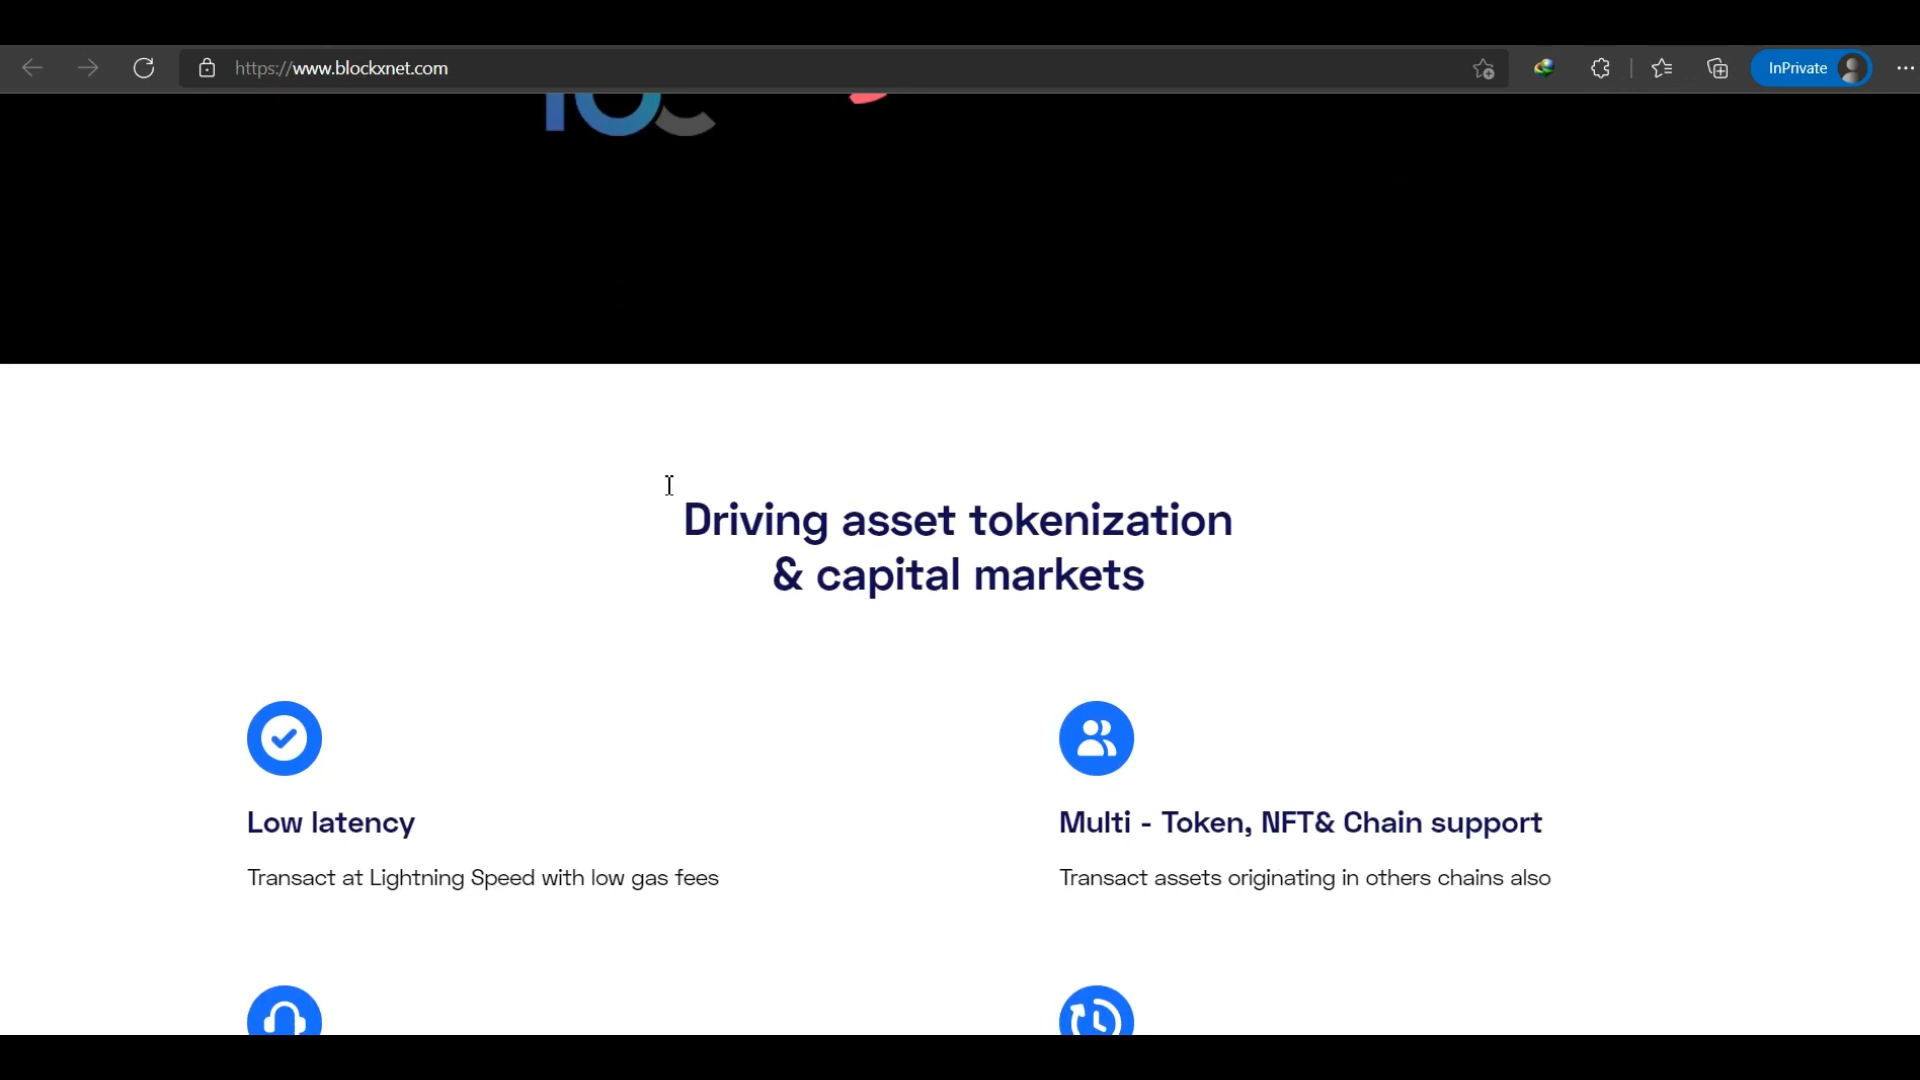 https://www.blockxnet.com
InPrivate
Driving asset tokenization
& capital markets
Low latency
Multi - Token, NFT& Chain support
Transact at Lightning Speed with low gas fees
Transact assets originating in others chains also